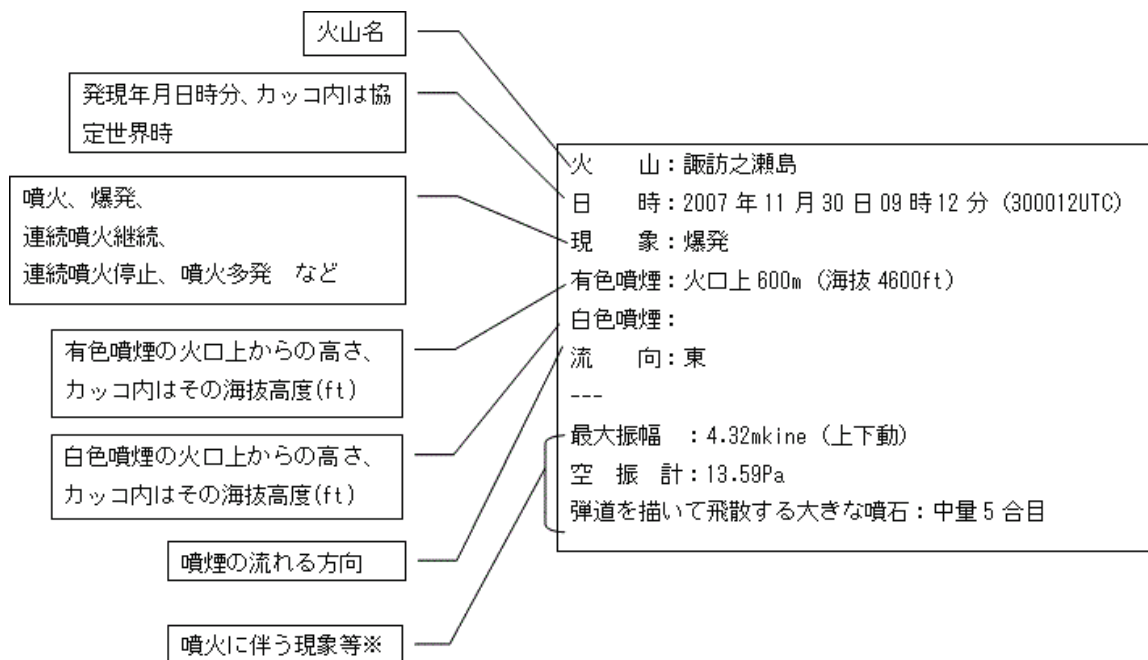 火山名
発現年月日時分、カッコ内は協
定世界時
噴火、爆発、
連続噴火継続、
連続噴火停止、噴火多発　など
有色噴煙の火口上からの高さ、
カッコ内はその海抜高度(ft)
白色噴煙の火口上からの高さ、
カッコ内はその海抜高度(ft)
噴煙の流れる方向
噴火に伴う現象等※
火　　山：諏訪之瀬島
日　　時：2007年11月30日09時12分 (300012UTC)
現　　象：爆発
有色噴煙：火口上600m (海抜4600ft)
白色噴煙：
流　　向：東
---
最大振幅　：4.32mkine (上下動)
空　振　計：13.59Pa
弾道を描いて飛散する大きな噴石：中量5合目